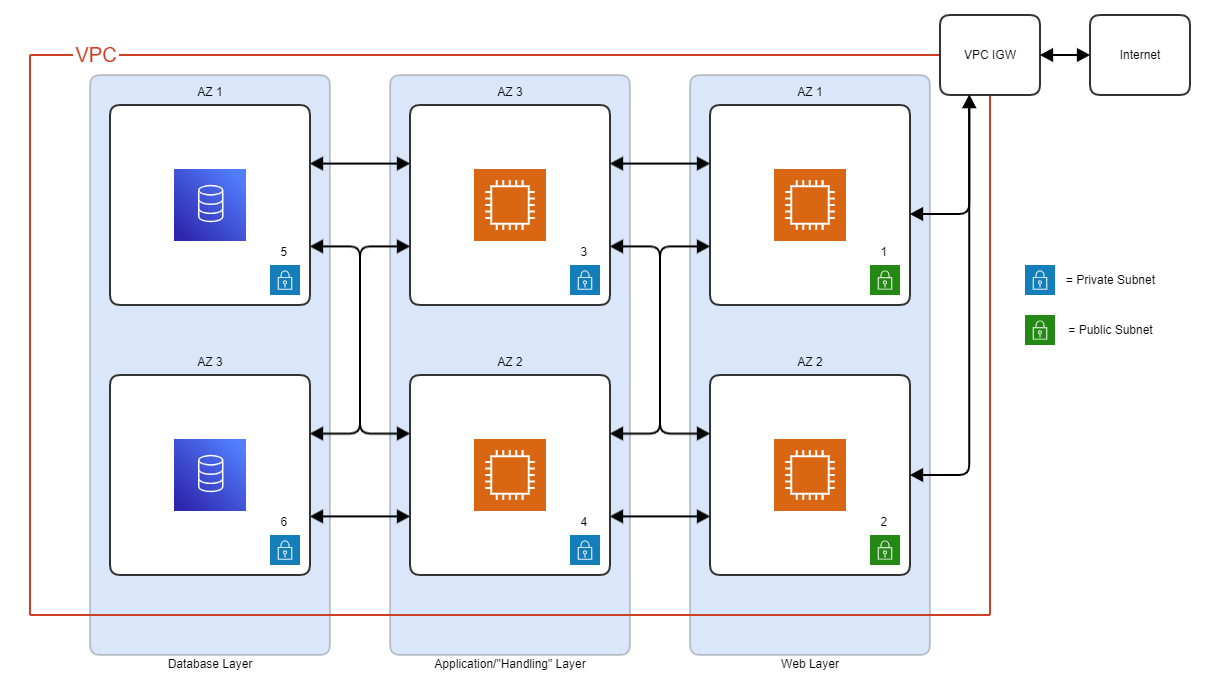 VPC
VPC IGW
Internet
AZ 1
AZ 3
AZ 1
5
3
1
= Private Subnet
= Public Subnet
AZ 3
AZ 2
AZ 2
6
4
2
Database Layer
Application/"Handling" Layer
Web Layer